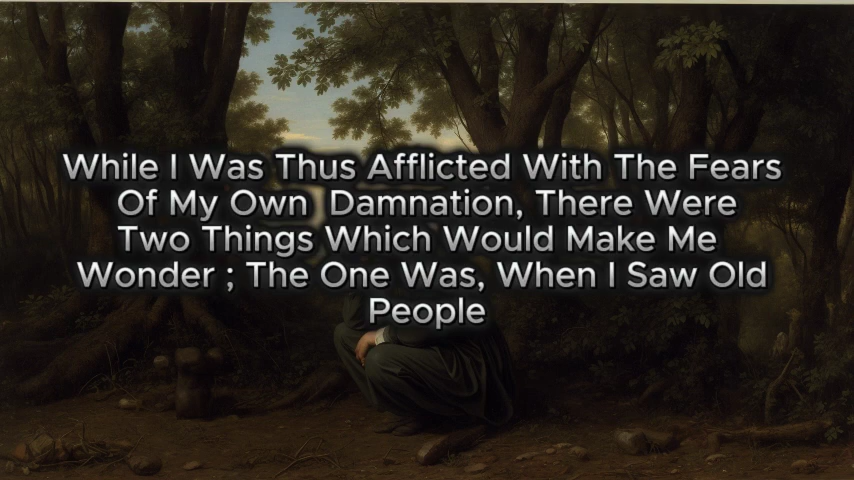 While I Was Thus Afflicted With The Fears
Of My Own  Damnation, There Were
Two Things Which Would Make Me
Wonder ; The One Was, When I Saw Old
People